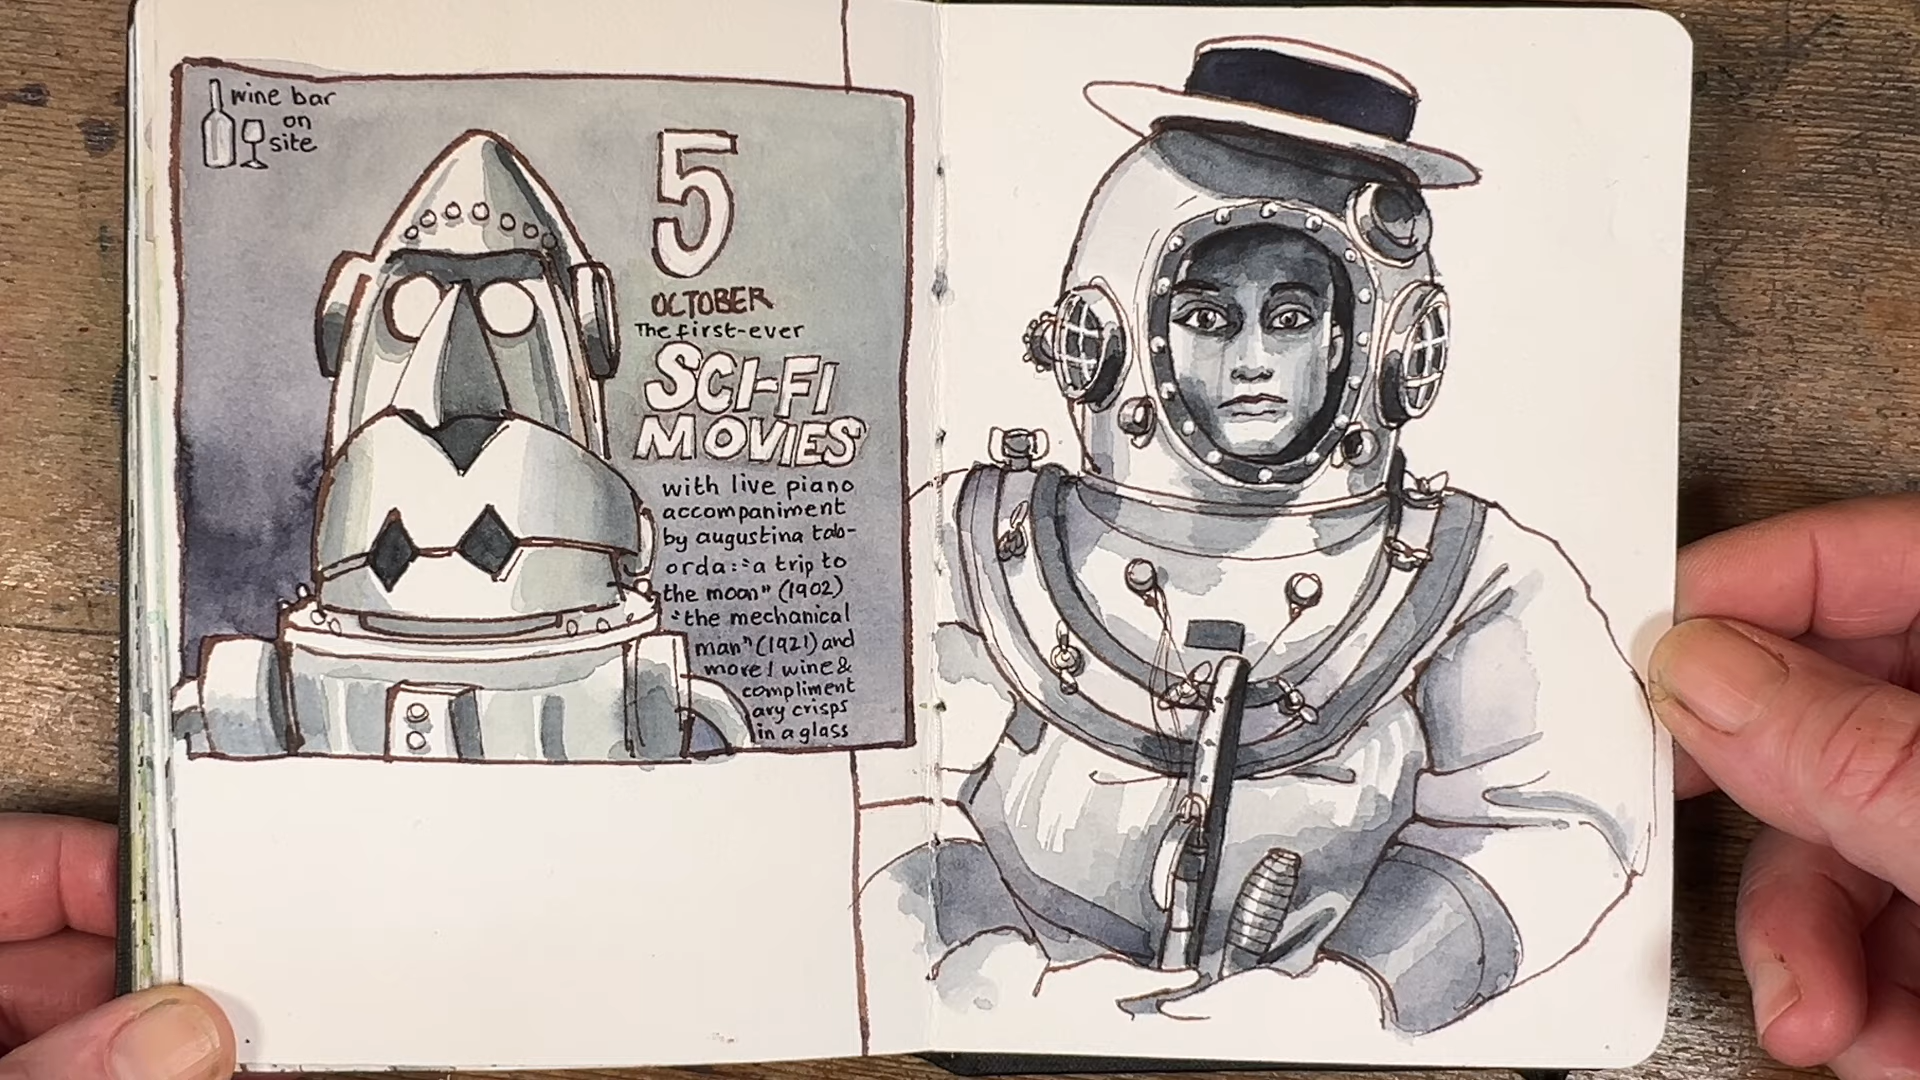 wine bar
on
site
5
OCTOBER
The first-ever
SCI-FI
MOVIES
with live piano
accompaniment
by augustina tab-
orda: "a trip to
the moon" (1902)
"the mechanical
man" (1921) and
more! wine &
compliment
ary crisps
in a glass